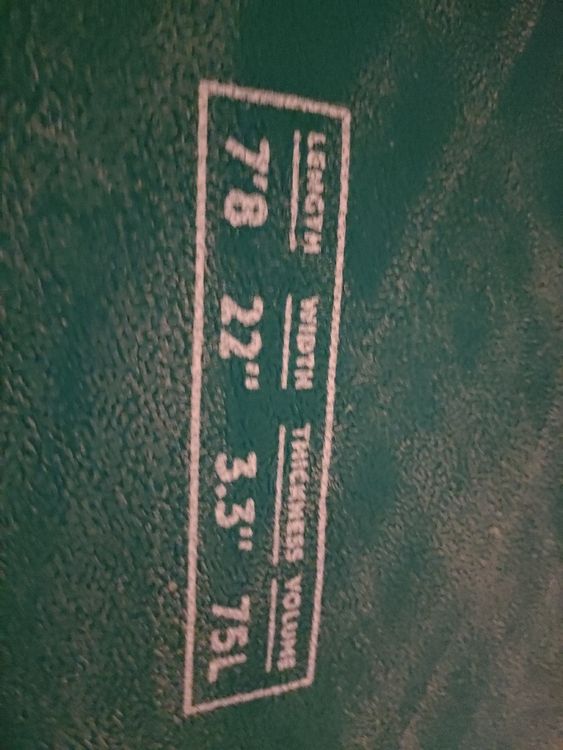 LENGTH WIDTH THICKNESS VOLUME
7'8 22" 3.3" 75L